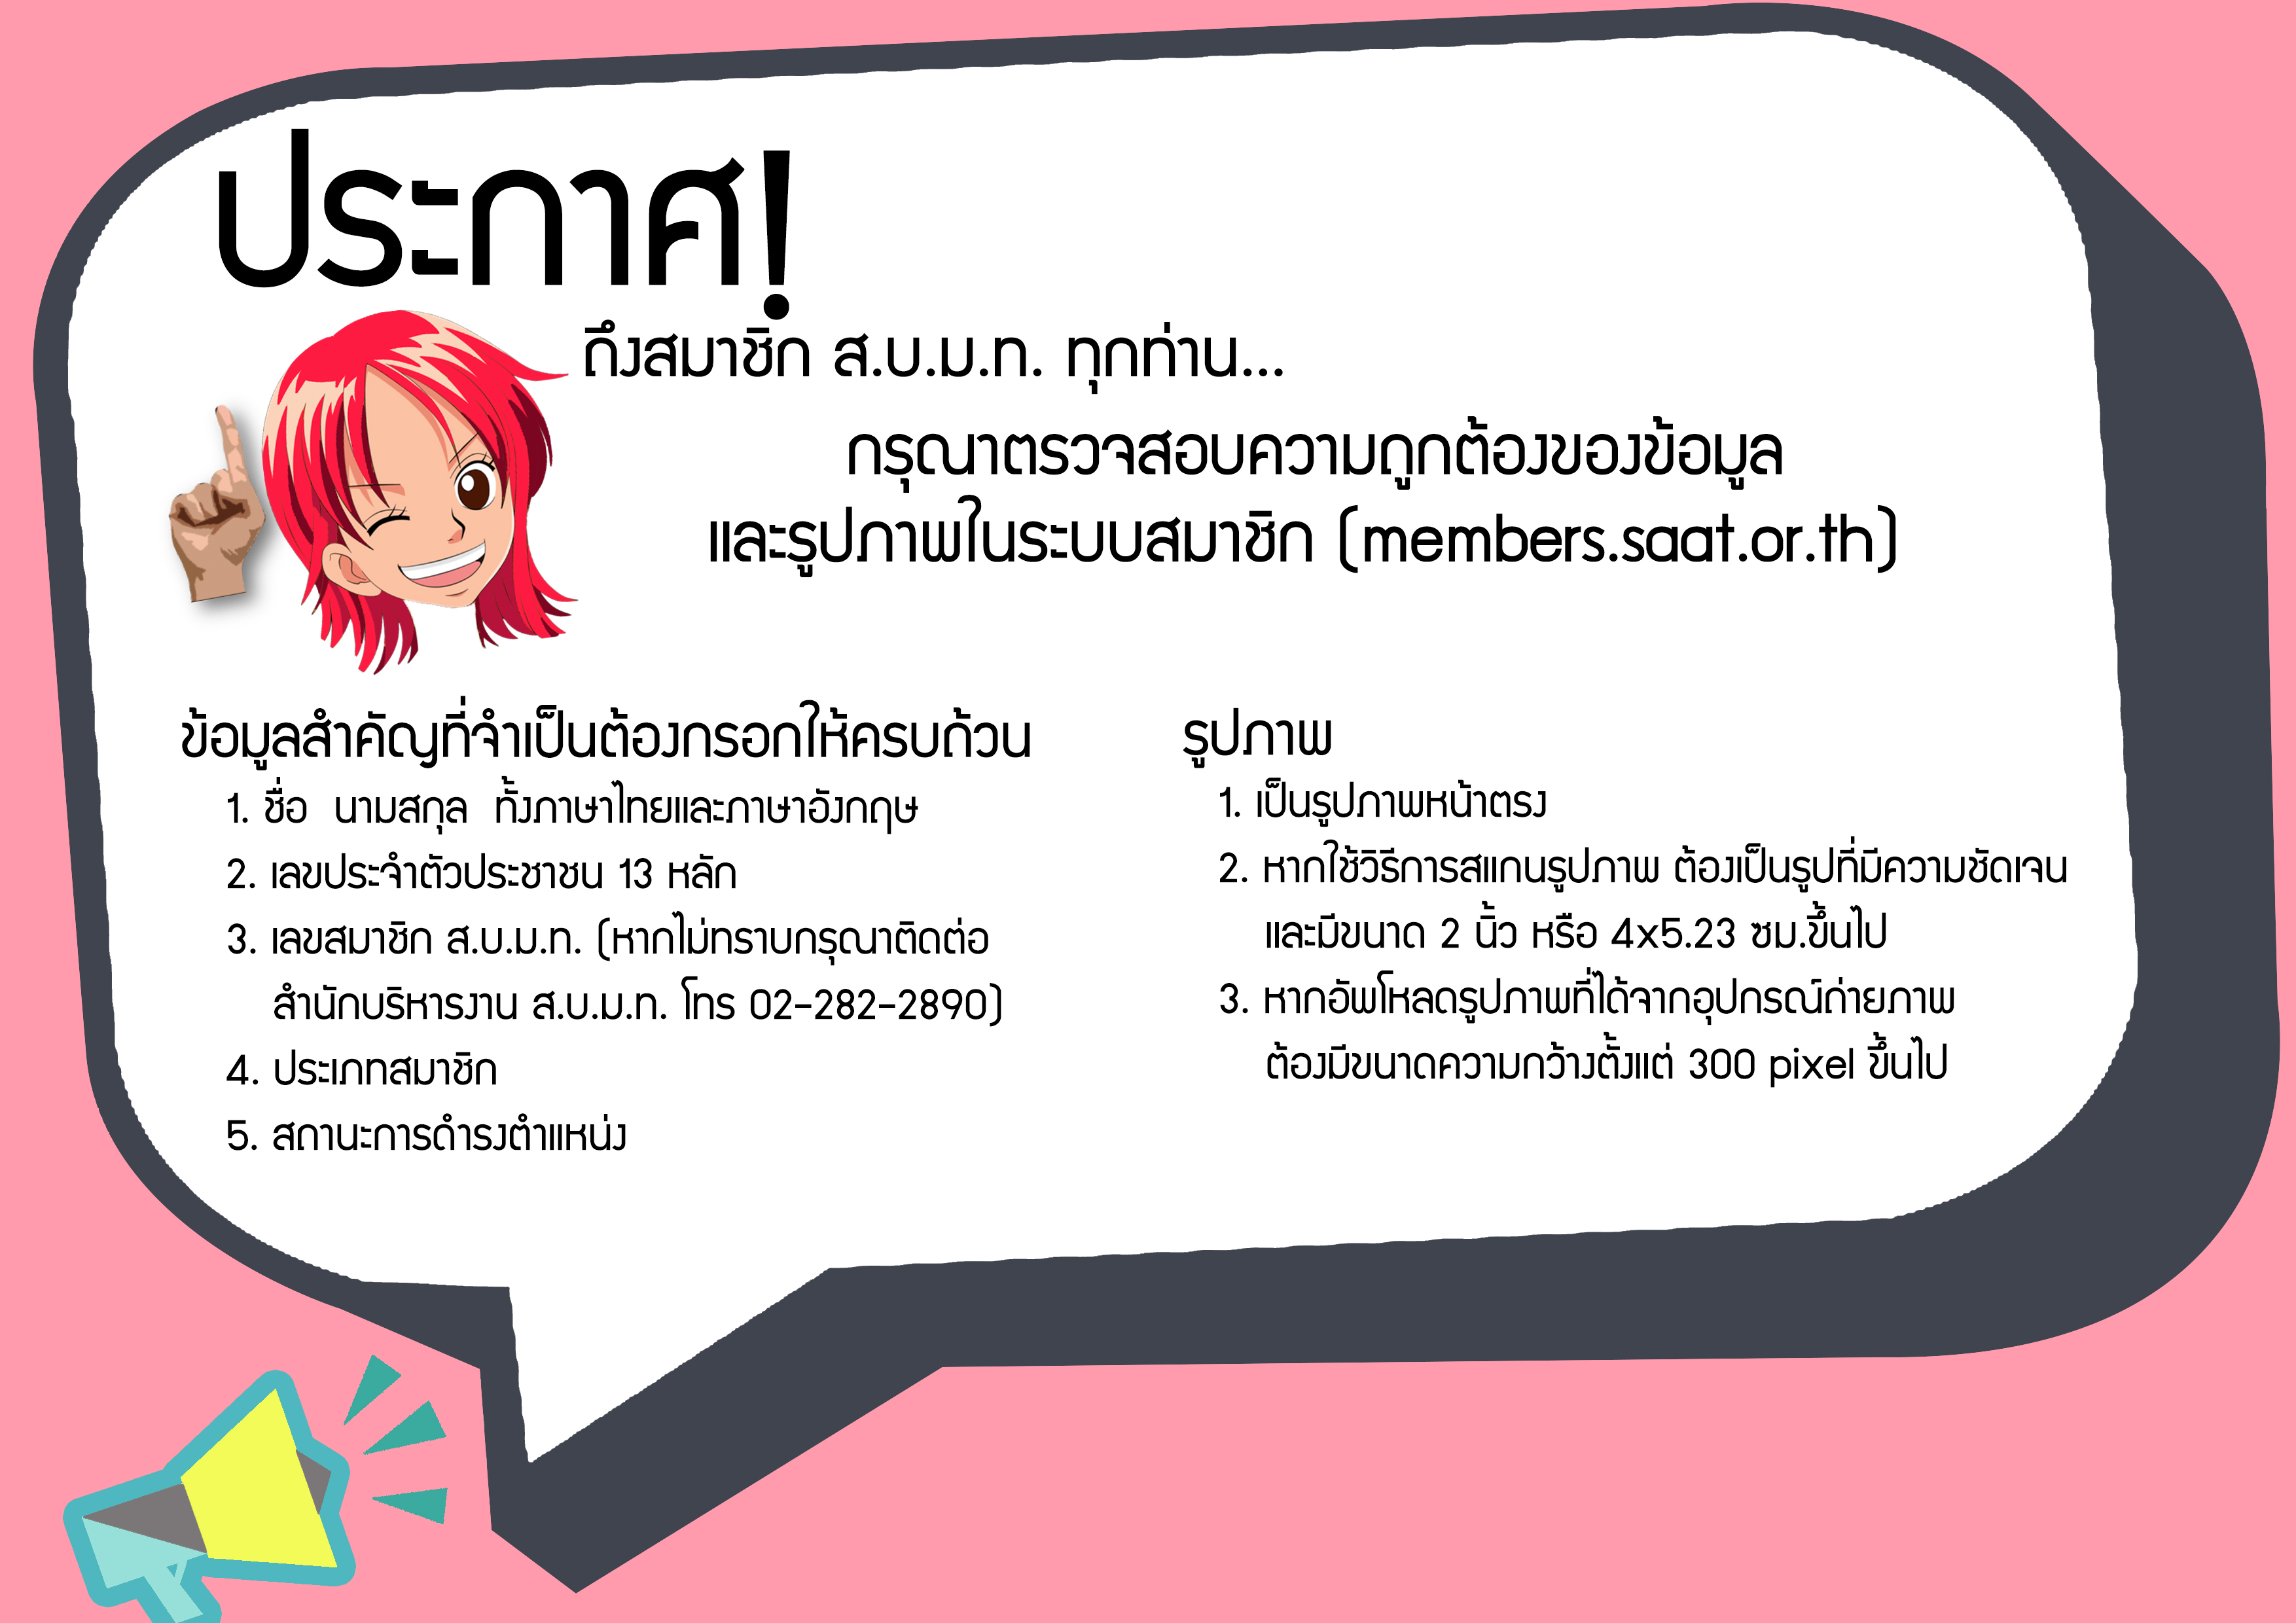 ประกาศ!
ถึงสมาชิก ส.บ.ม.ท. ทุกท่าน...
กรุณาตรวจสอบความถูกต้องของข้อมูล
และรูปภาพในระบบสมาชิก (members.saat.or.th)
ข้อมูลสำคัญที่จำเป็นต้องกรอกให้ครบถ้วน
1. ชื่อ นามสกุล ทั้งภาษาไทยและภาษาอังกฤษ
2. เลขประจำตัวประชาชน 13 หลัก
3. เลขสมาชิก ส.บ.ม.ท. (หากไม่ทราบกรุณาติดต่อ
สำนักบริหารงาน ส.บ.ม.ท. โทร 02-282-2890)
4. ประเภทสมาชิก
5. สถานะการดำรงตำแหน่ง
รูปภาพ
1. เป็นรูปภาพหน้าตรง
2. หากใช้วิธีการสแกนรูปภาพ ต้องเป็นรูปที่มีความชัดเจน
และมีขนาด 2 นิ้ว หรือ 4x5.23 ซม.ขึ้นไป
3. หากอัพโหลดรูปภาพที่ได้จากอุปกรณ์ถ่ายภาพ
ต้องมีขนาดความกว้างตั้งแต่ 300 pixel ขึ้นไป